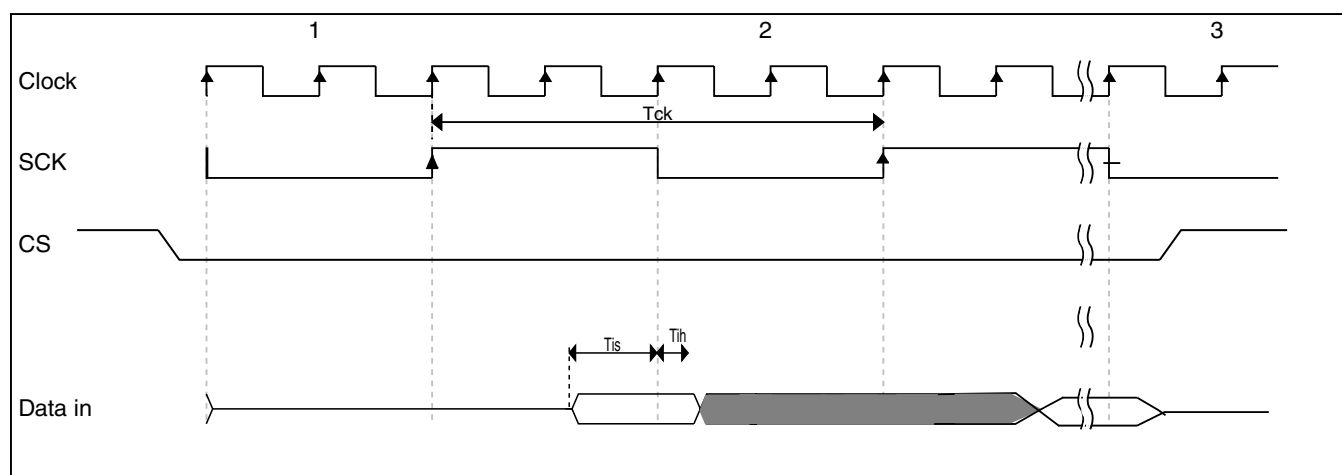 1 2 3
Clock
Tck
SCK
CS
Tis Tih
Data in